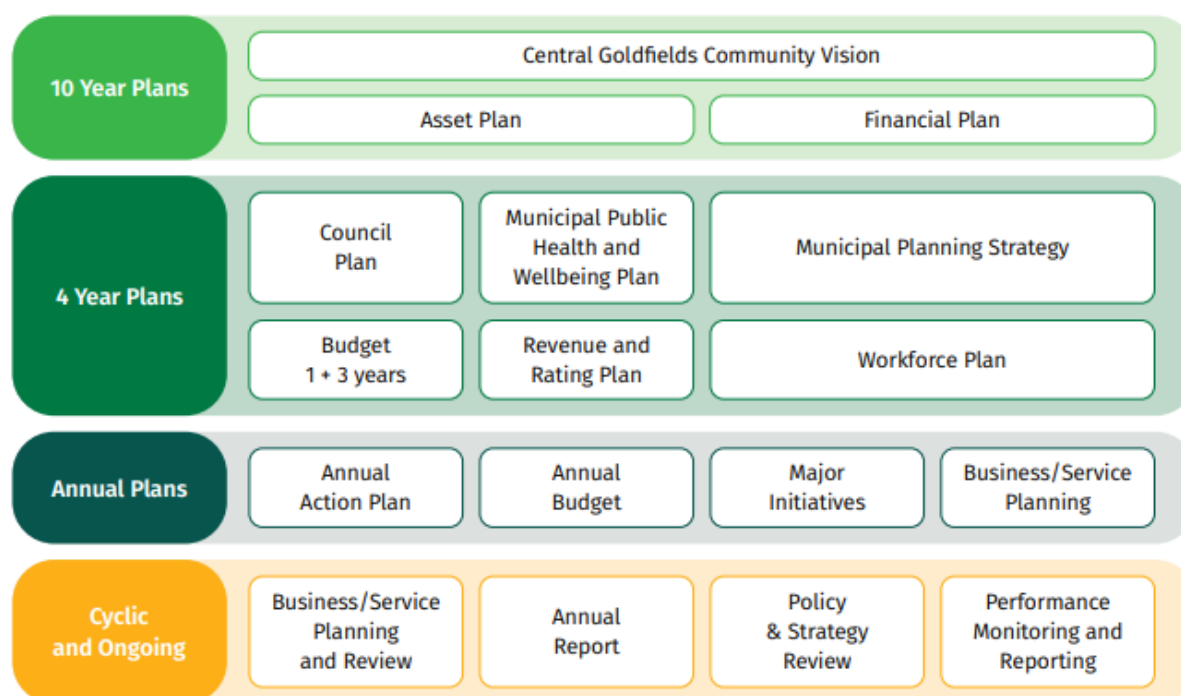 10 Year Plans
Central Goldfields Community Vision
Asset Plan
Financial Plan
4 Year Plans
Council
Plan
Municipal Public
Health and
Wellbeing Plan
Municipal Planning Strategy
Budget
1 + 3 years
Revenue and
Rating Plan
Workforce Plan
Annual Plans
Annual
Action Plan
Annual
Budget
Major
Initiatives
Business/Service
Planning
Cyclic
and Ongoing
Business/Service
Planning
and Review
Annual
Report
Policy
& Strategy
Review
Performance
Monitoring and
Reporting